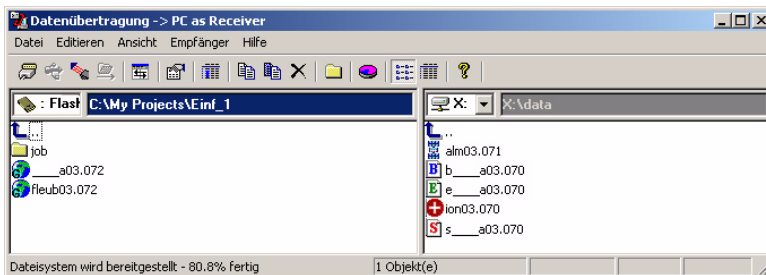 Datenübertragung -> PC as Receiver
Datei Editieren Ansicht Empfänger Hilfe
: Flash C:\My Projects\Einf_1
X: X:\data
..
job
____a03.072
fleub03.072
..
alm03.071
b____a03.070
e____a03.070
ion03.070
s____a03.070
Dateisystem wird bereitgestellt - 80.8% fertig 1 Objekt(e)